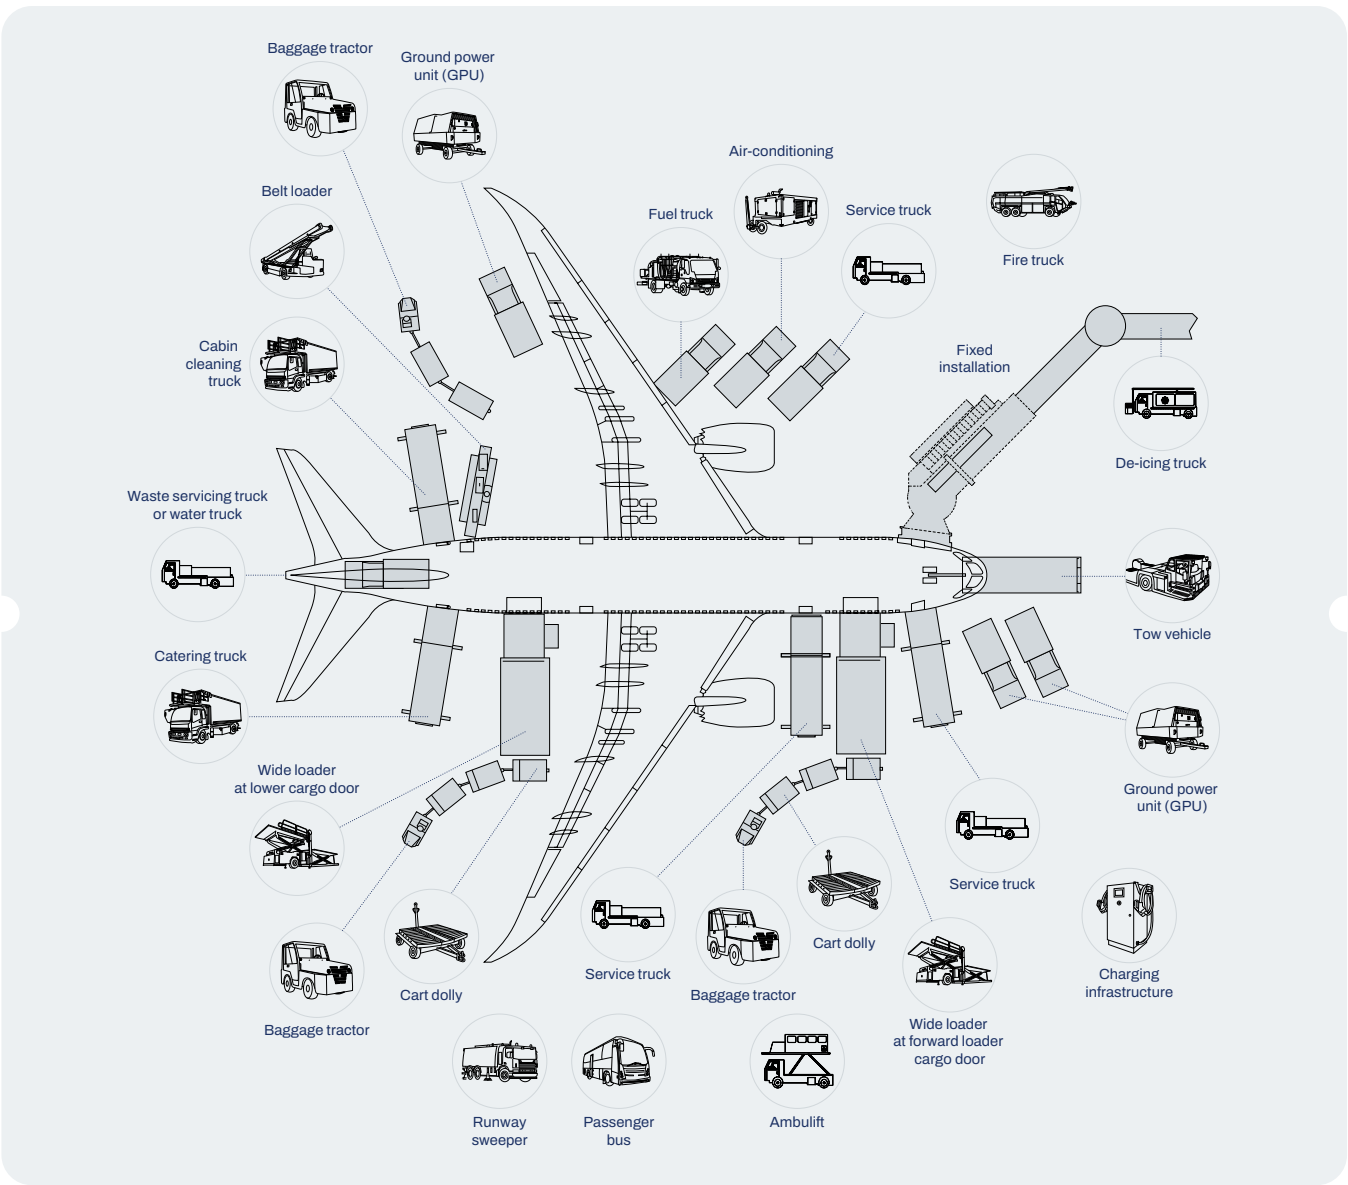 Baggage tractor
Ground power
unit (GPU)
Air-conditioning
Belt loader
Fuel truck
Service truck
Fire truck
Cabin
cleaning
truck
Fixed
installation
De-icing truck
Waste servicing truck
or water truck
Tow vehicle
Catering truck
Wide loader
at lower cargo door
Ground power
unit (GPU)
Service truck
Cart dolly
Service truck
Charging
infrastructure
Cart dolly
Baggage tractor
Baggage tractor
Wide loader
at forward loader
cargo door
Runway
sweeper
Passenger
bus
Ambulift